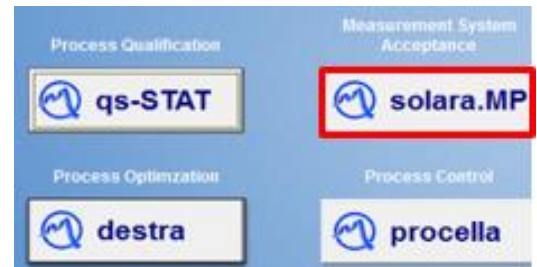 Process Qualification
Measurement System
Acceptance
qs-STAT
solara.MP
Process Optimzation
Process Control
destra
procella